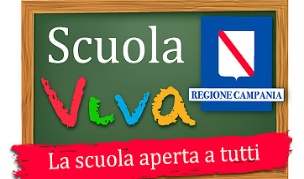 Scuola
Viva
REGIONE CAMPANIA
La scuola aperta a tutti